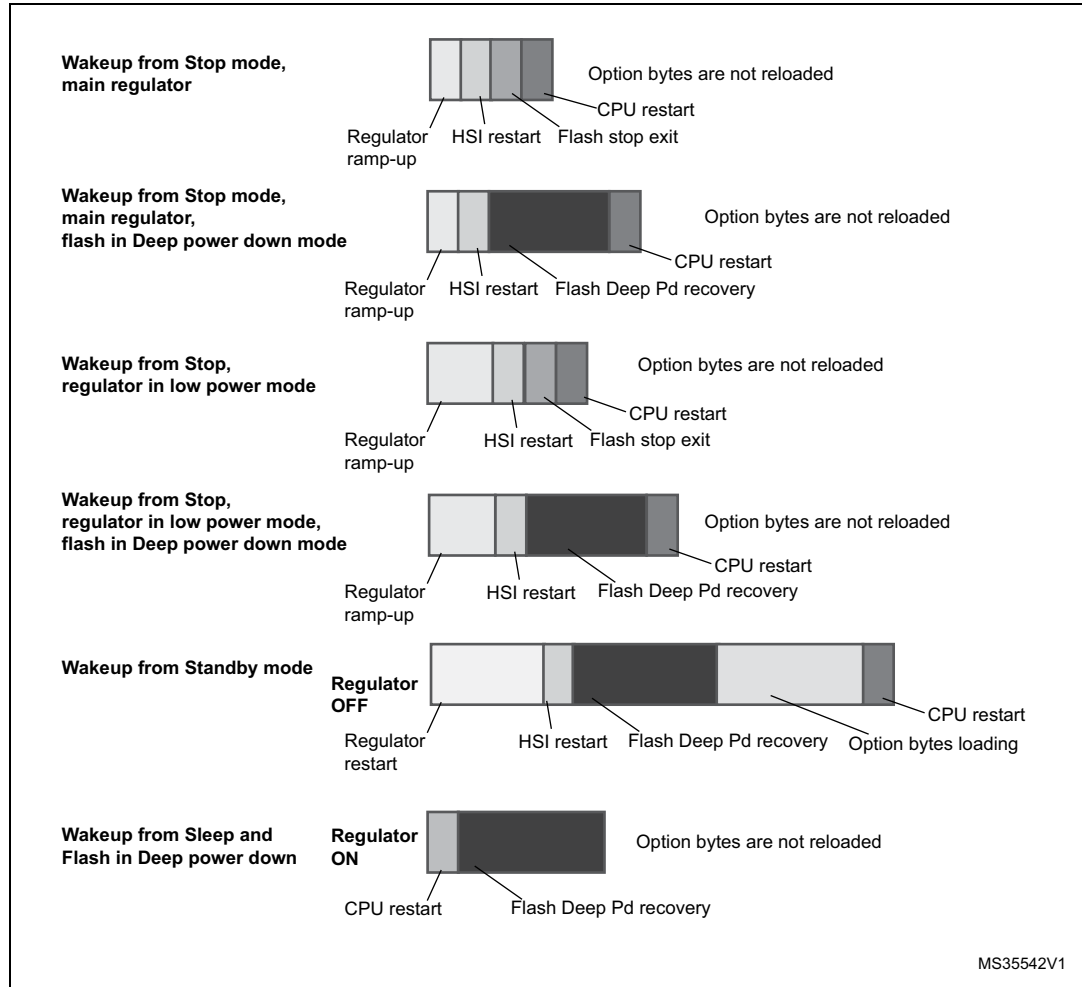 Wakeup from Stop mode,
main regulator
Option bytes are not reloaded
CPU restart
Regulator
ramp-up
HSI restart
Flash stop exit
Wakeup from Stop mode,
main regulator,
flash in Deep power down mode
Option bytes are not reloaded
CPU restart
Regulator
ramp-up
HSI restart
Flash Deep Pd recovery
Wakeup from Stop,
regulator in low power mode
Option bytes are not reloaded
CPU restart
Regulator
ramp-up
HSI restart
Flash stop exit
Wakeup from Stop,
regulator in low power mode,
flash in Deep power down mode
Option bytes are not reloaded
CPU restart
Regulator
ramp-up
HSI restart
Flash Deep Pd recovery
Wakeup from Standby mode
Regulator
OFF
CPU restart
Regulator
restart
HSI restart
Flash Deep Pd recovery
Option bytes loading
Wakeup from Sleep and
Flash in Deep power down
Regulator
ON
Option bytes are not reloaded
CPU restart
Flash Deep Pd recovery
MS35542V1